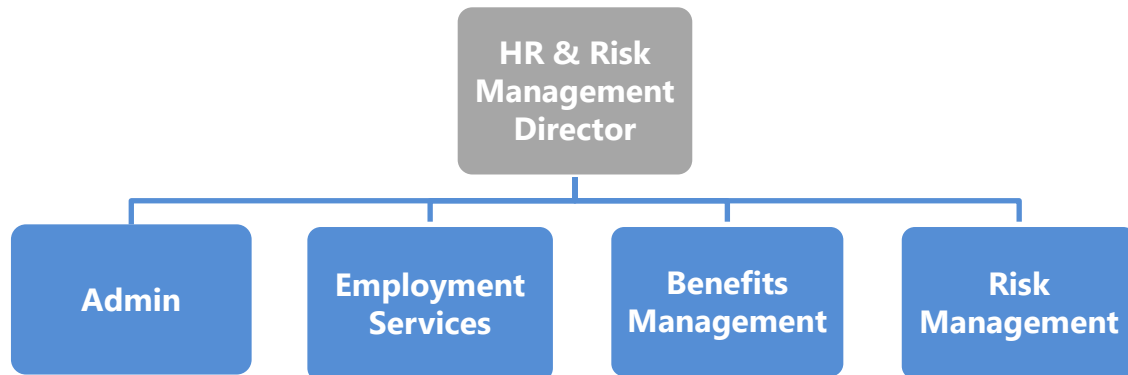 HR & Risk
Management
Director
Admin
Employment
Services
Benefits
Management
Risk
Management